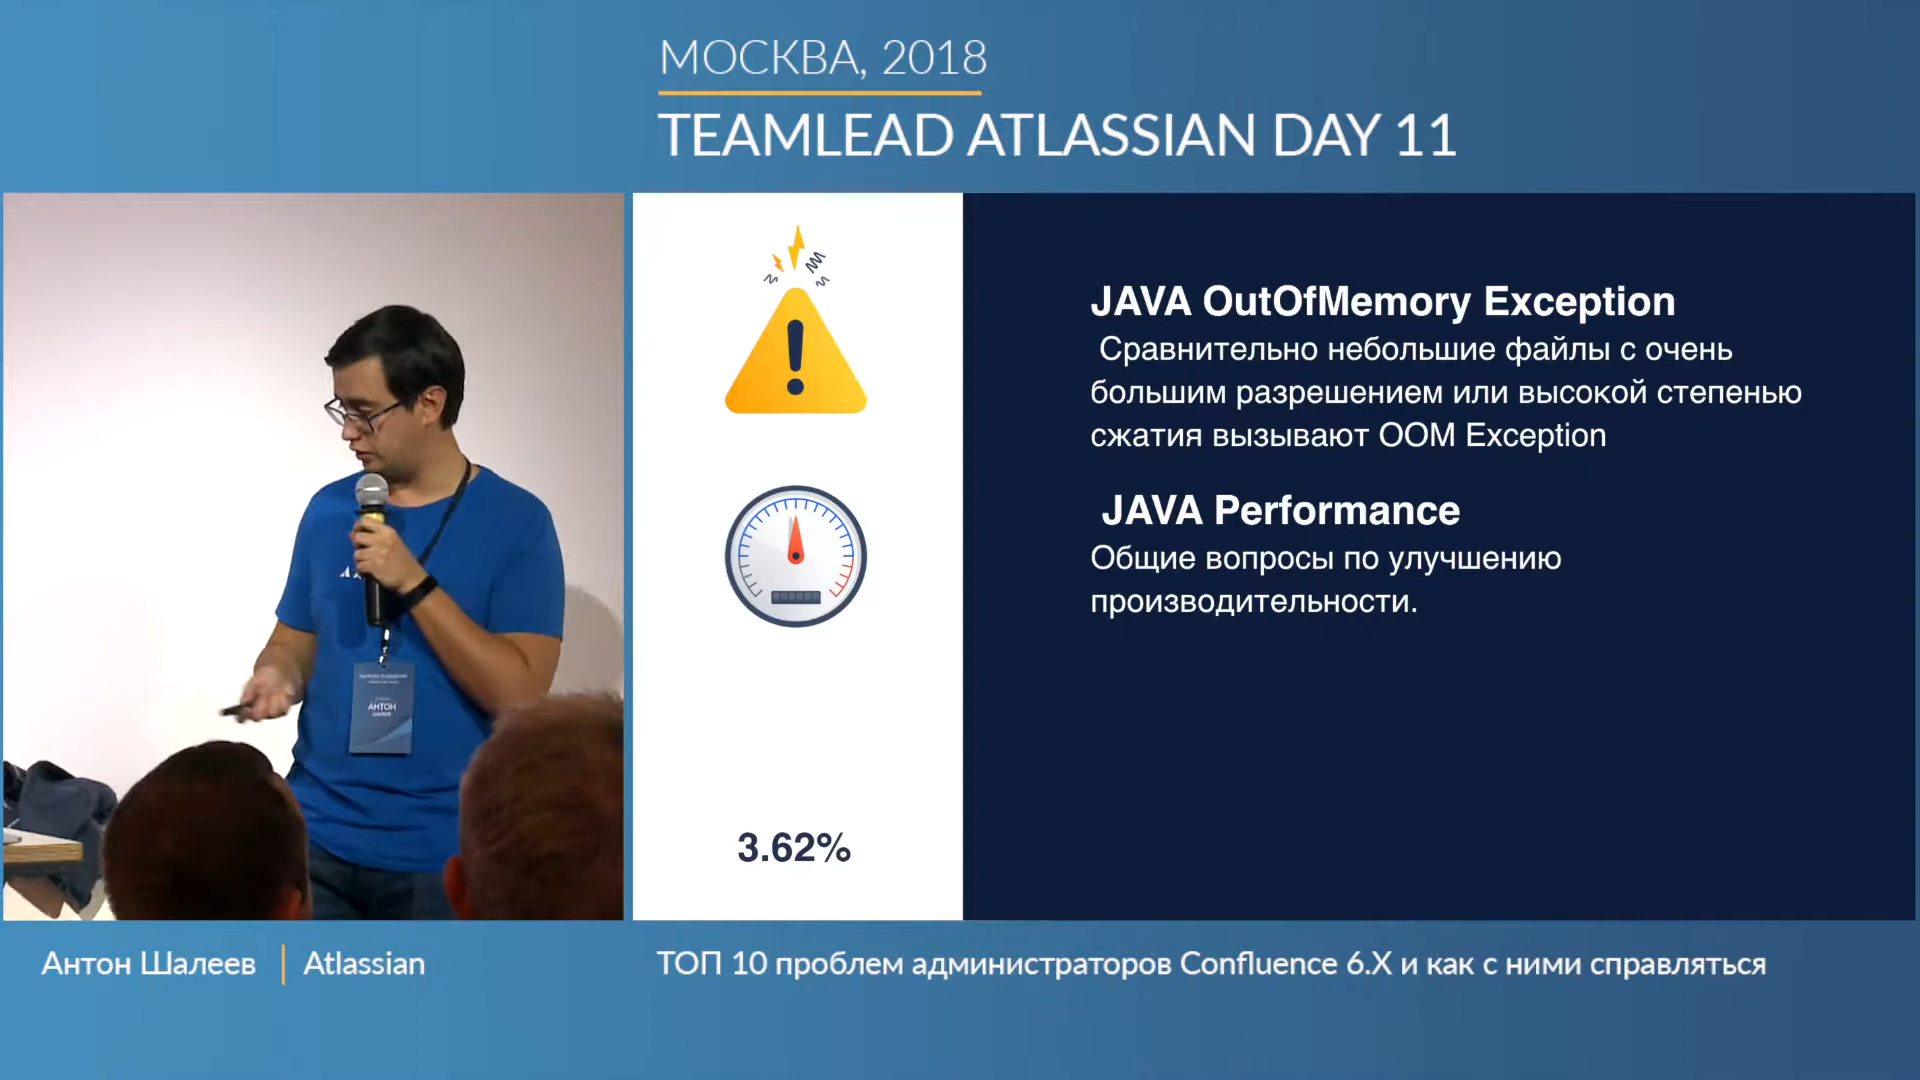 МОСКВА, 2018
TEAMLEAD ATLASSIAN DAY 11
JAVA OutOfMemory Exception
Сравнительно небольшие файлы с очень
большим разрешением или высокой степенью
сжатия вызывают OOM Exception
JAVA Performance
Общие вопросы по улучшению
производительности.
3.62%
АНТОН
Антон Шалеев
Atlassian
ТОП 10 проблем администраторов Confluence 6.X и как с ними справляться